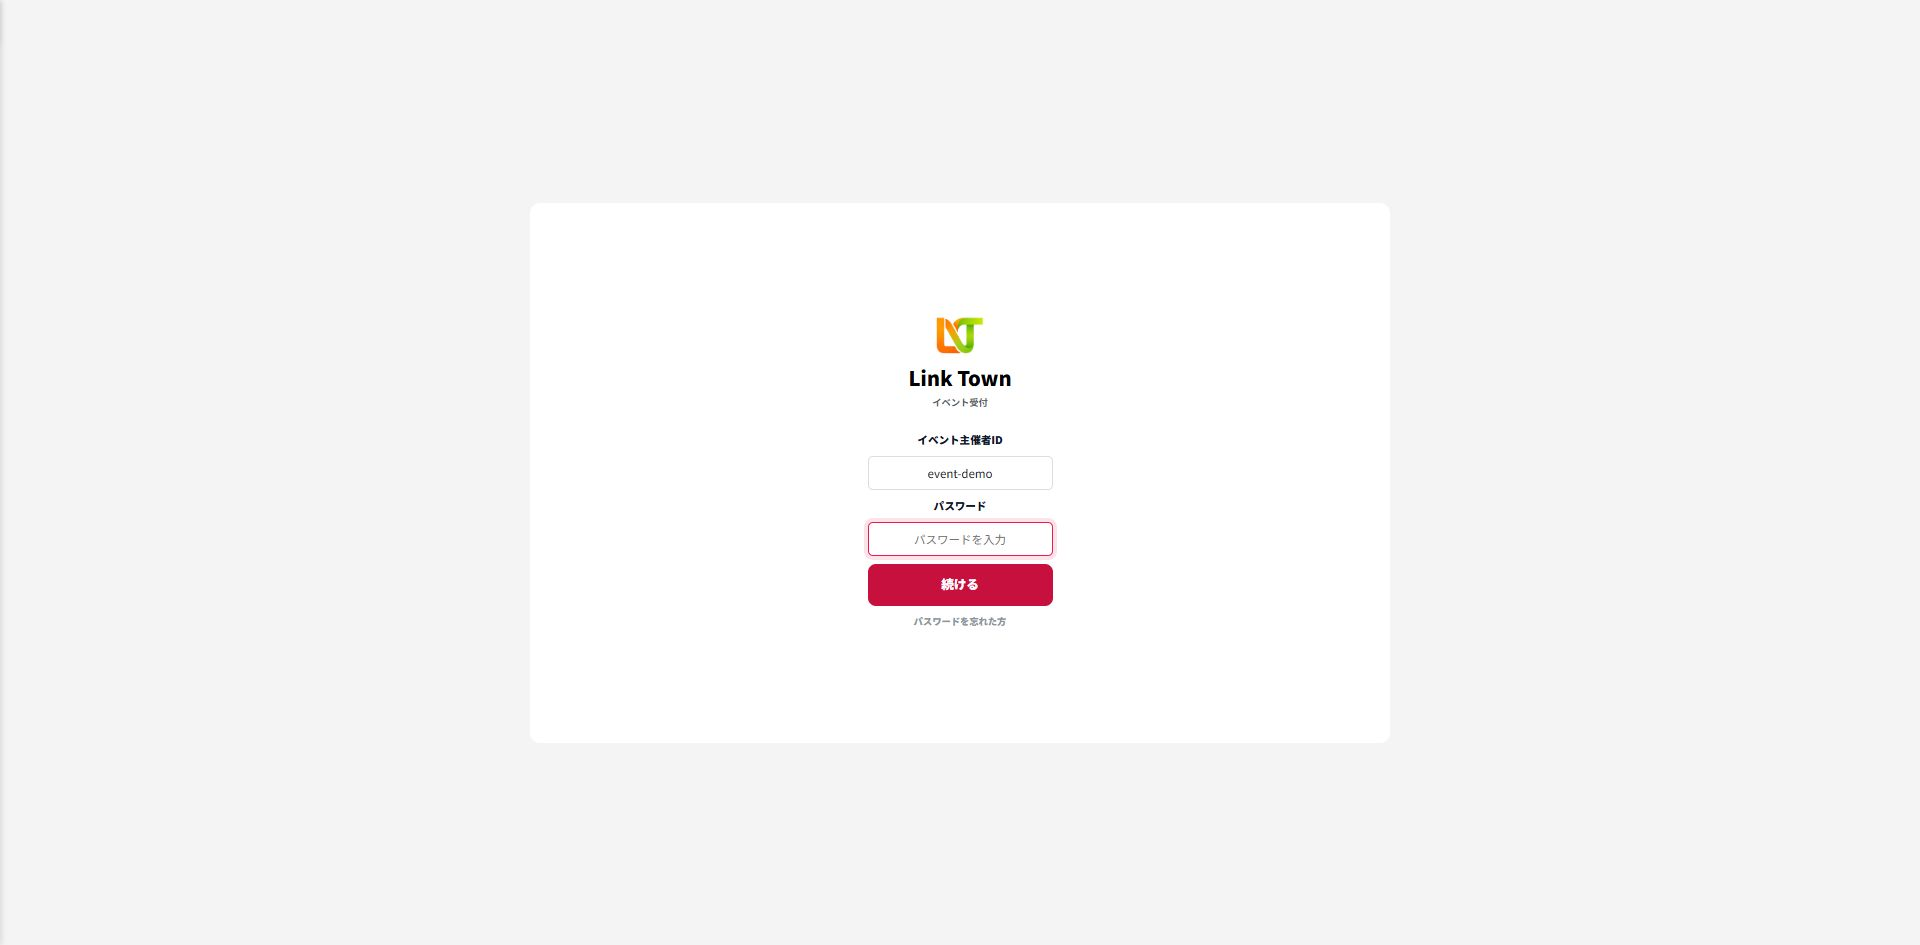 Link Town
イベント受付
イベント主催者ID
event-demo
パスワード
パスワードを入力
続ける
パスワードを忘れた方